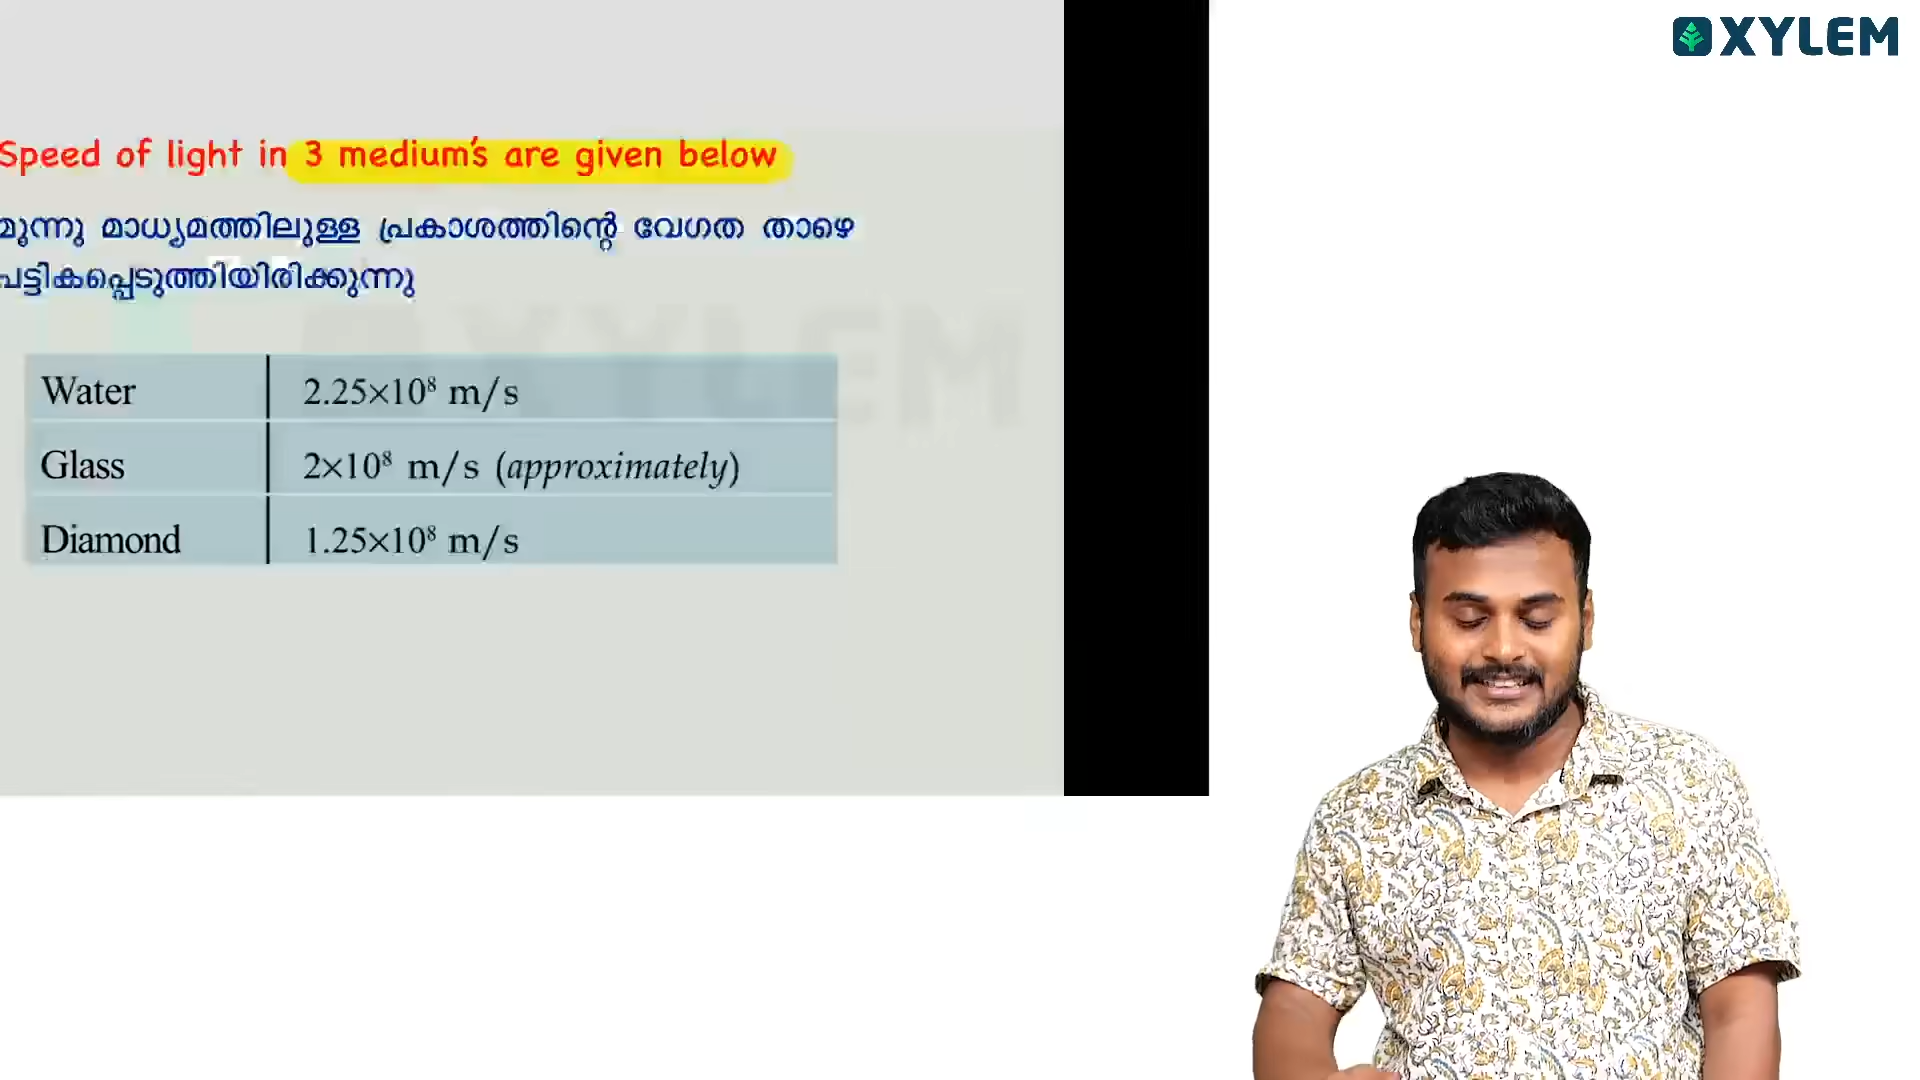 XYLEM
Speed of light in 3 medium's are given below
മൂന്നു മാധ്യമത്തിലുള്ള പ്രകാശത്തിന്റെ വേഗത താഴെ
പട്ടികപ്പെടുത്തിയിരിക്കുന്നു
XYLEM
Water 2.25×10⁸ m/s
Glass 2×10⁸ m/s (approximately)
Diamond 1.25×10⁸ m/s